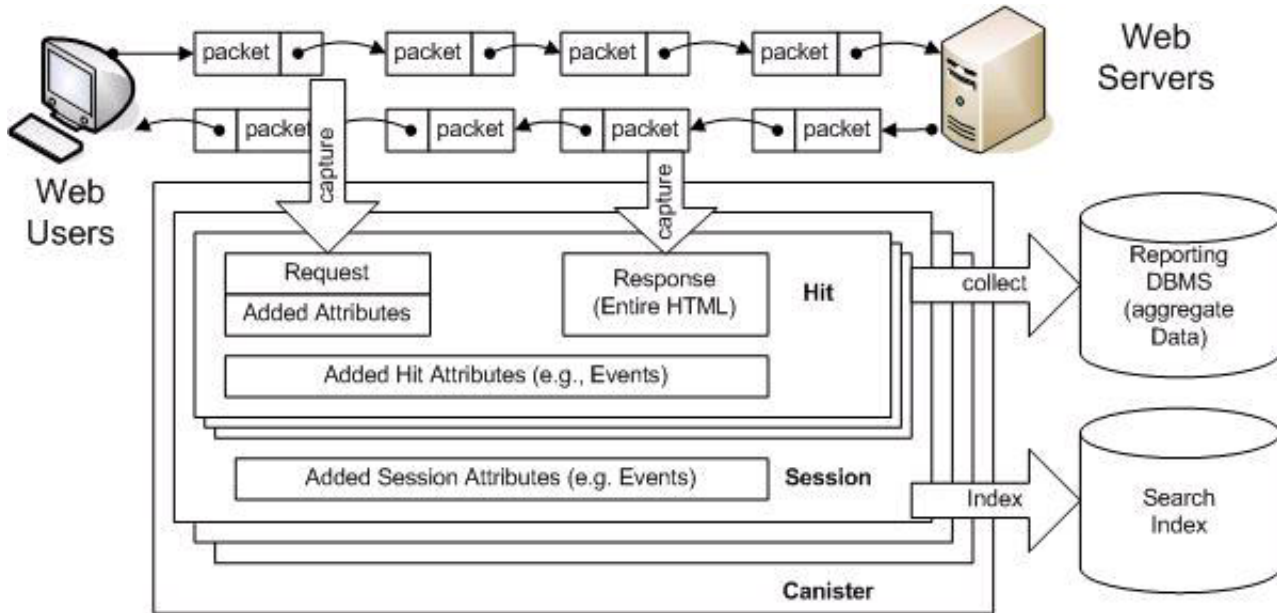 packet
packet
packet
packet
Web
Servers
packet
packet
packet
packet
capture
capture
Web
Users
Request
Added Attributes
Response
(Entire HTML)
Hit
collect
Reporting
DBMS
(aggregate
Data)
Added Hit Attributes (e.g., Events)
Added Session Attributes (e.g. Events)
Session
Index
Search
Index
Canister